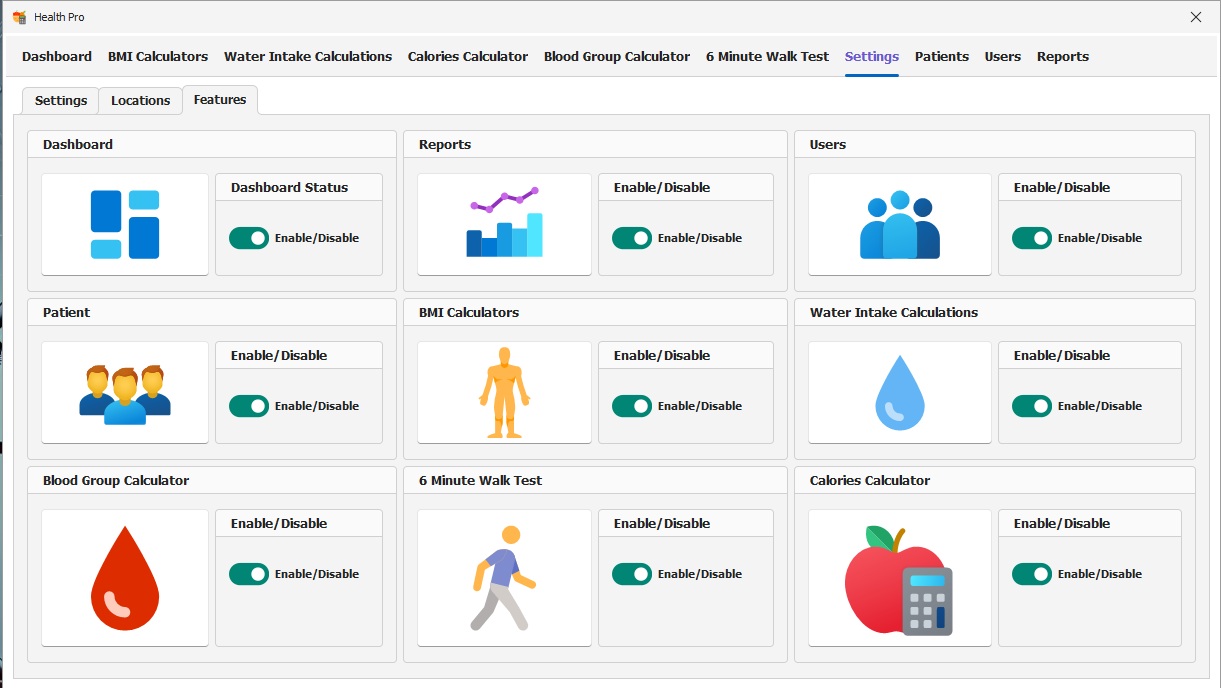 Health Pro
Dashboard BMI Calculators Water Intake Calculations Calories Calculator Blood Group Calculator 6 Minute Walk Test Settings Patients Users Reports
Settings Locations Features
Dashboard
Dashboard Status
Enable/Disable
Reports
Enable/Disable
Enable/Disable
Users
Enable/Disable
Enable/Disable
Patient
Enable/Disable
Enable/Disable
BMI Calculators
Enable/Disable
Enable/Disable
Water Intake Calculations
Enable/Disable
Enable/Disable
Blood Group Calculator
Enable/Disable
Enable/Disable
6 Minute Walk Test
Enable/Disable
Enable/Disable
Calories Calculator
Enable/Disable
Enable/Disable